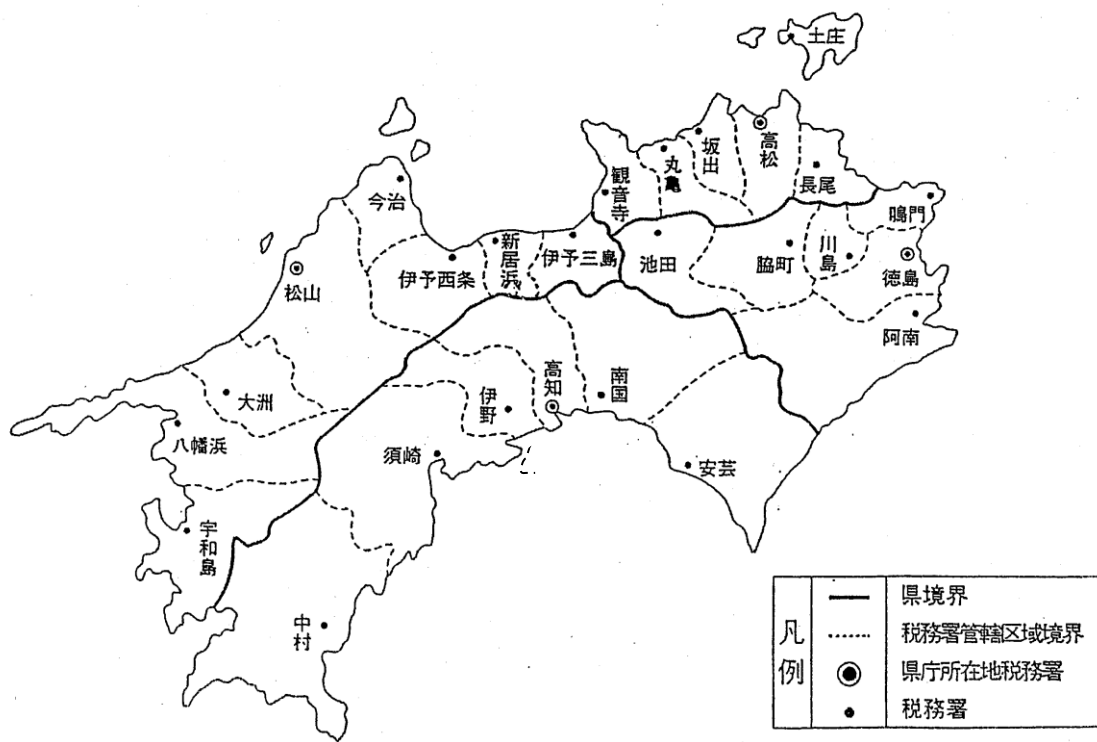 土庄
高松
坂出
丸亀
観音寺
長尾
鳴門
今治
新居浜
伊予三島
池田
脇町
川島
徳島
伊予西条
松山
阿南
高知
南国
伊野
大洲
八幡浜
須崎
安芸
宇和島
中村
凡例
県境界
税務署管轄区域境界
県庁所在地税務署
税務署